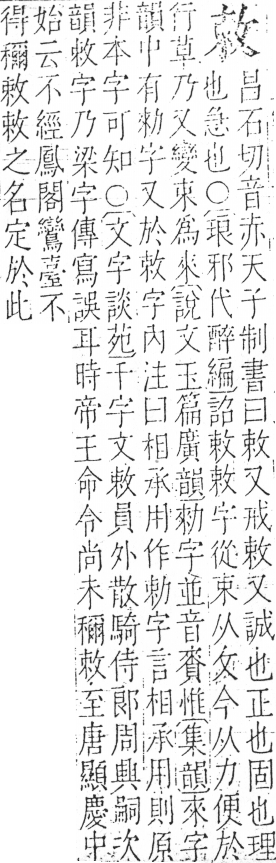 敕昌石切音赤天子制書曰敕又戒敕又誠也正也固也理
也急也○〔琅邪代醉編〕詔敕敕字從束从攵今从力便於
行草乃又變束爲來〔說文玉篇廣韻〕勑字並音賚惟〔集韻〕來字
韻中有勑字又於敕字內注曰相承用作勑字言相承用則原
非本字可知○〔文字談苑〕千字文敕員外散騎侍郎周興嗣次
韻敕字乃梁字傳寫誤耳時帝王命令尚未稱敕至唐顯慶中
始云不經鳳閣鸞臺不
得稱敕敕之名定於此